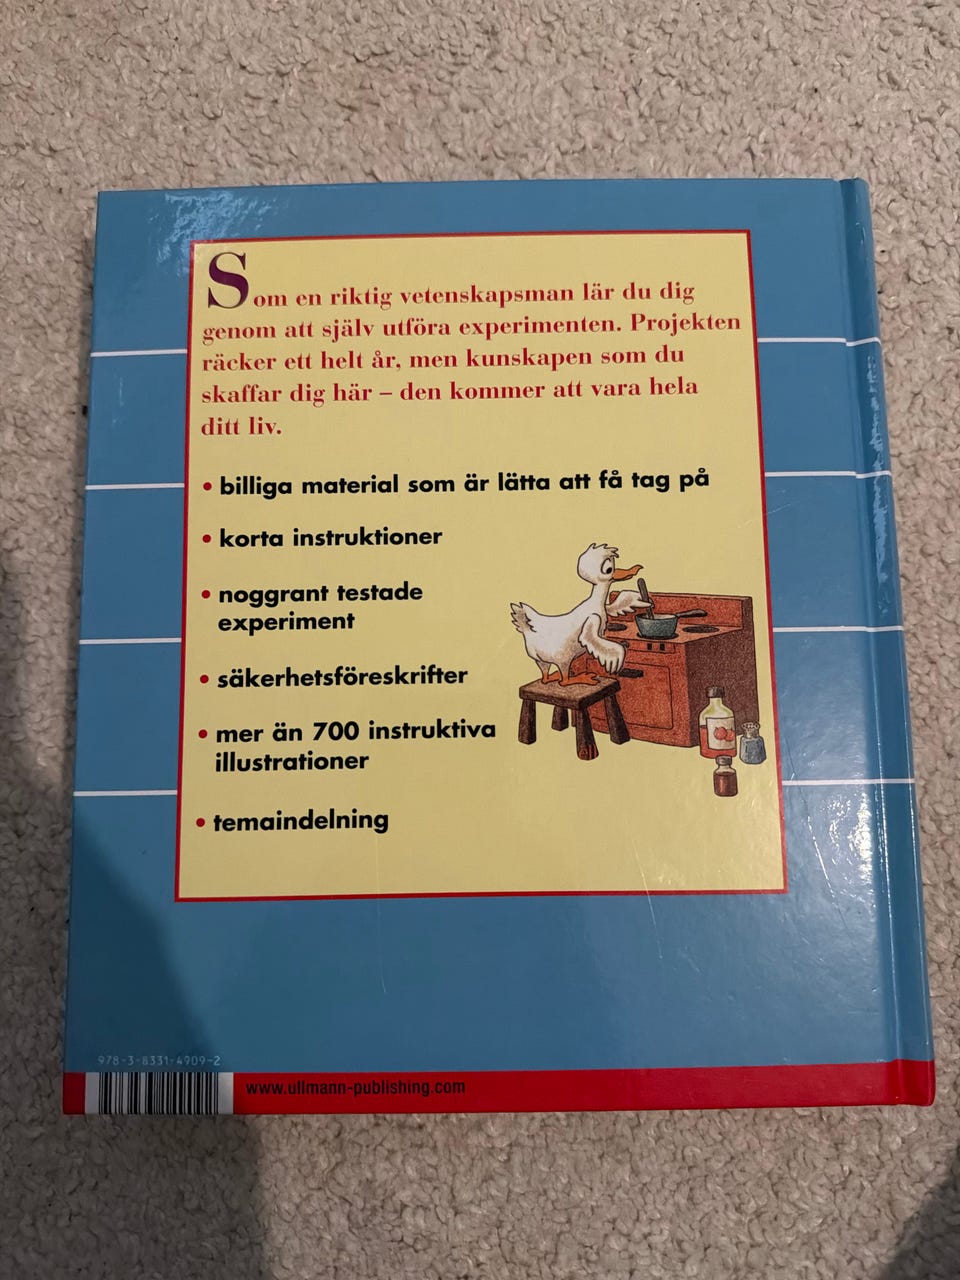 Som en riktig vetenskapsman lär du dig
genom att själv utföra experimenten. Projekten
räcker ett helt år, men kunskapen som du
skaffar dig här – den kommer att vara hela
ditt liv.
• billiga material som är lätta att få tag på
• korta instruktioner
• noggrant testade
experiment
• säkerhetsföreskrifter
• mer än 700 instruktiva
illustrationer
• temaindelning
978-3-8331-4909-2
www.ullmann-publishing.com